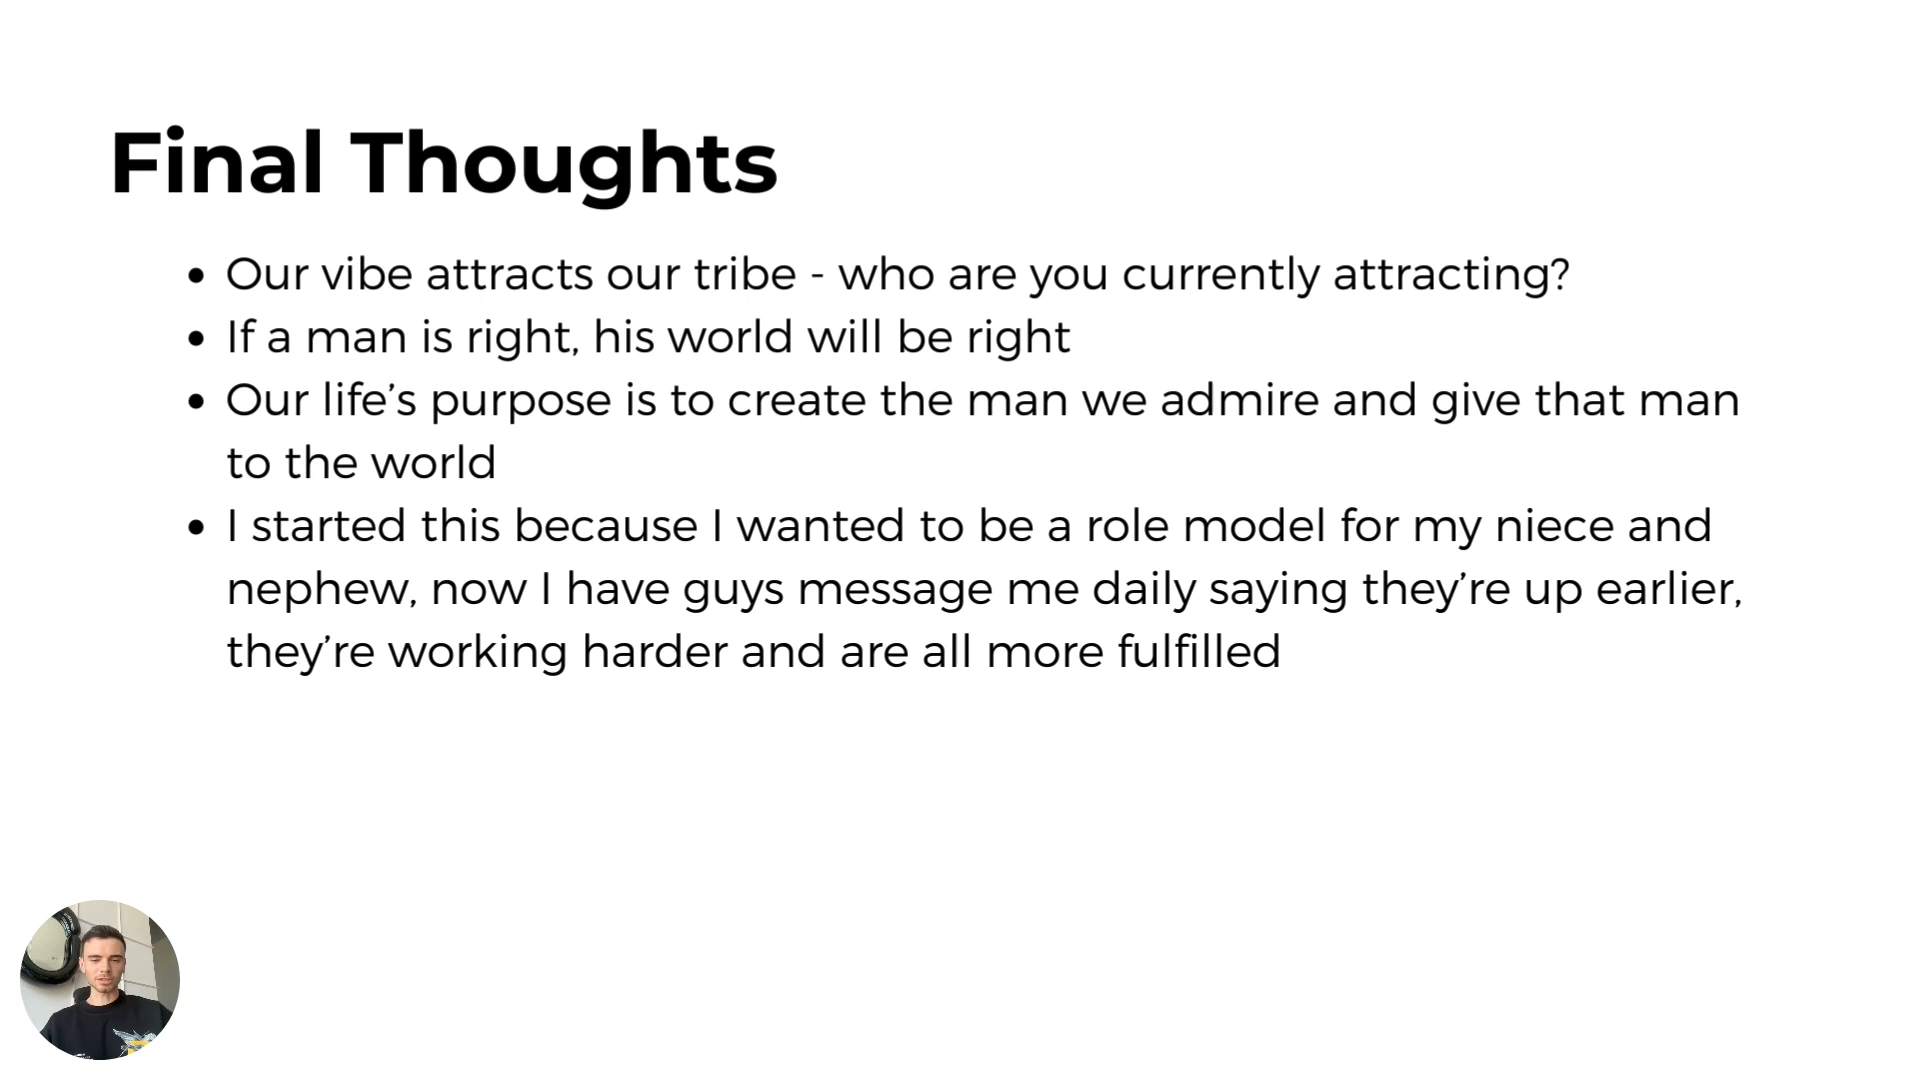 Final Thoughts
• Our vibe attracts our tribe - who are you currently attracting?
• If a man is right, his world will be right
• Our life’s purpose is to create the man we admire and give that man
to the world
• I started this because I wanted to be a role model for my niece and
nephew, now I have guys message me daily saying they’re up earlier,
they’re working harder and are all more fulfilled